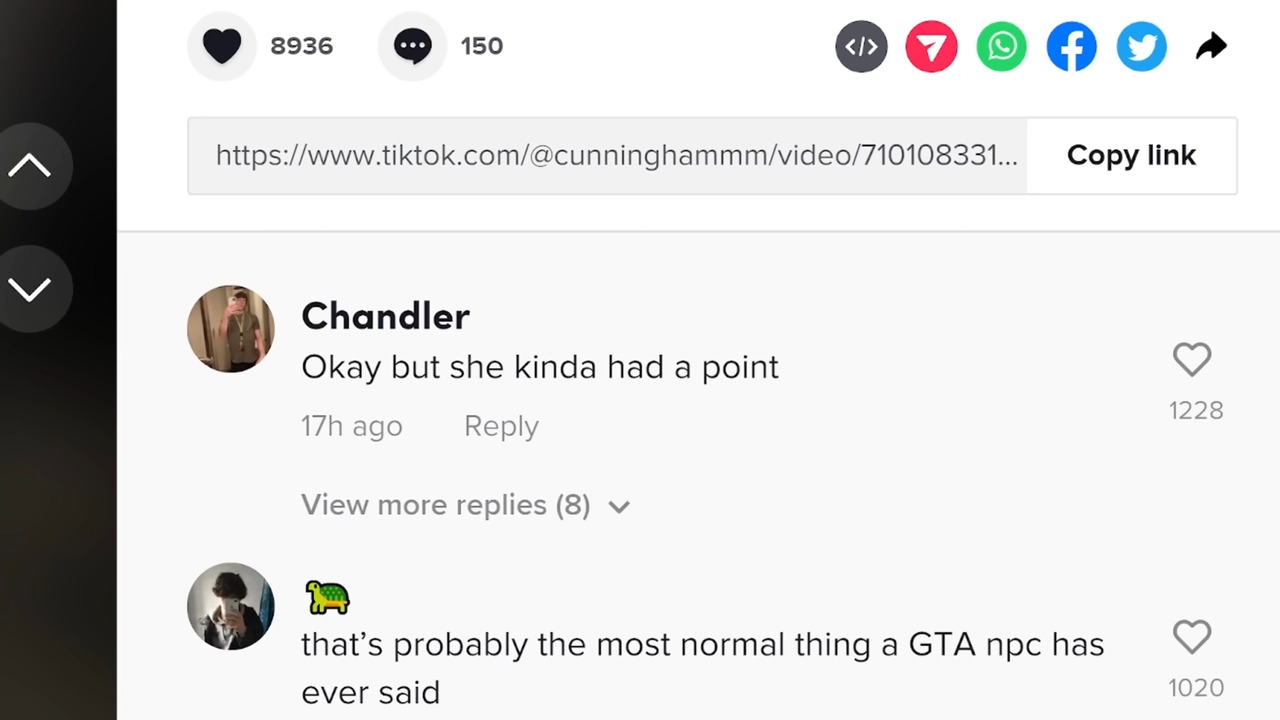 8936 150
https://www.tiktok.com/@cunninghammm/video/710108331... Copy link
Chandler
Okay but she kinda had a point
1228
17h ago Reply
View more replies (8)
🐢
that’s probably the most normal thing a GTA npc has
ever said
1020